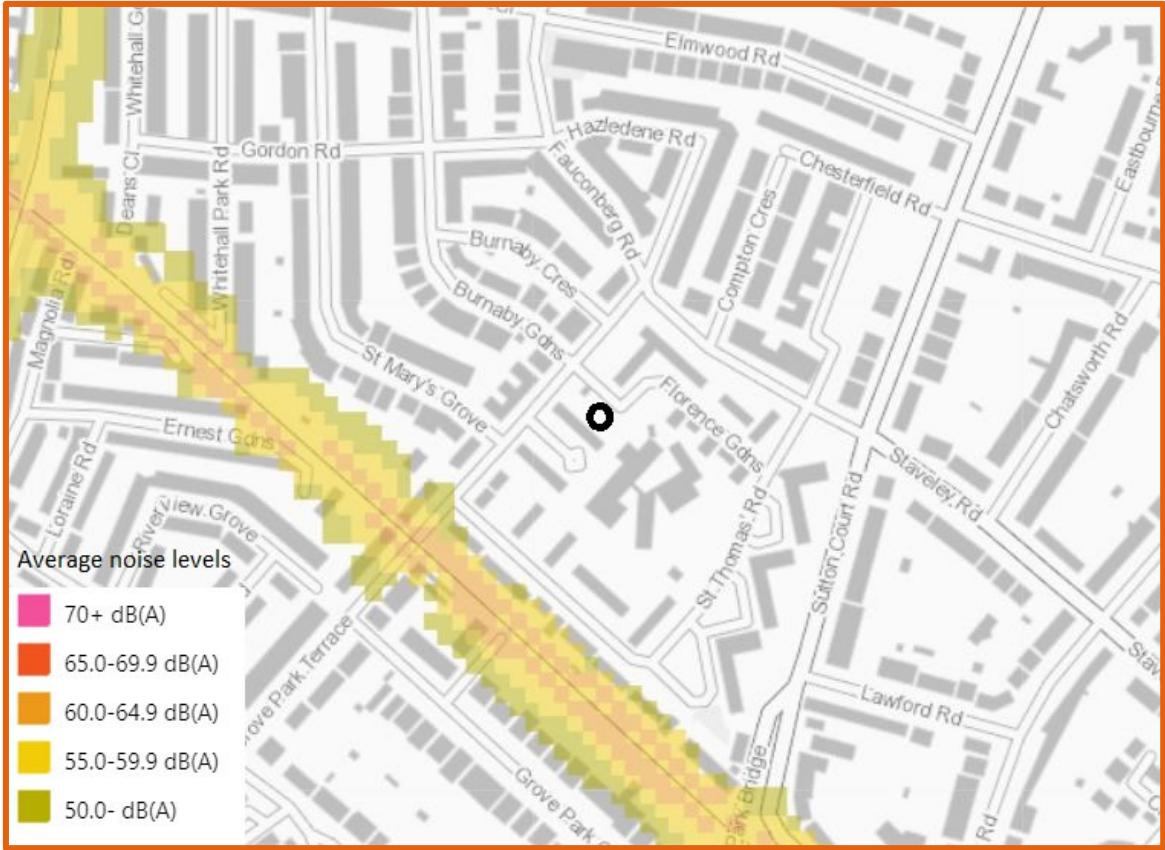 Whitehall Go
Elmwood Rd
Hazledene Rd
Gordon Rd
Fauconberg Rd
Chesterfield Rd
Eastbourne
Deans Cl
Whitehall Park Rd
Compton Cres
Burnaby Cres
Burnaby Gdns
Magnolia Rd
St Mary's Grove
Florence Gdns
Chatsworth Rd
Ernest Gdns
Staveley Rd
Loraine Rd
Riverview Grove
St Thomas' Rd
Sutton Court Rd
Average noise levels
70+ dB(A)
65.0-69.9 dB(A)
60.0-64.9 dB(A)
55.0-59.9 dB(A)
50.0- dB(A)
rove Park Terrace
Stav
Lawford Rd
Grove Park G
Park Bridge
Rd